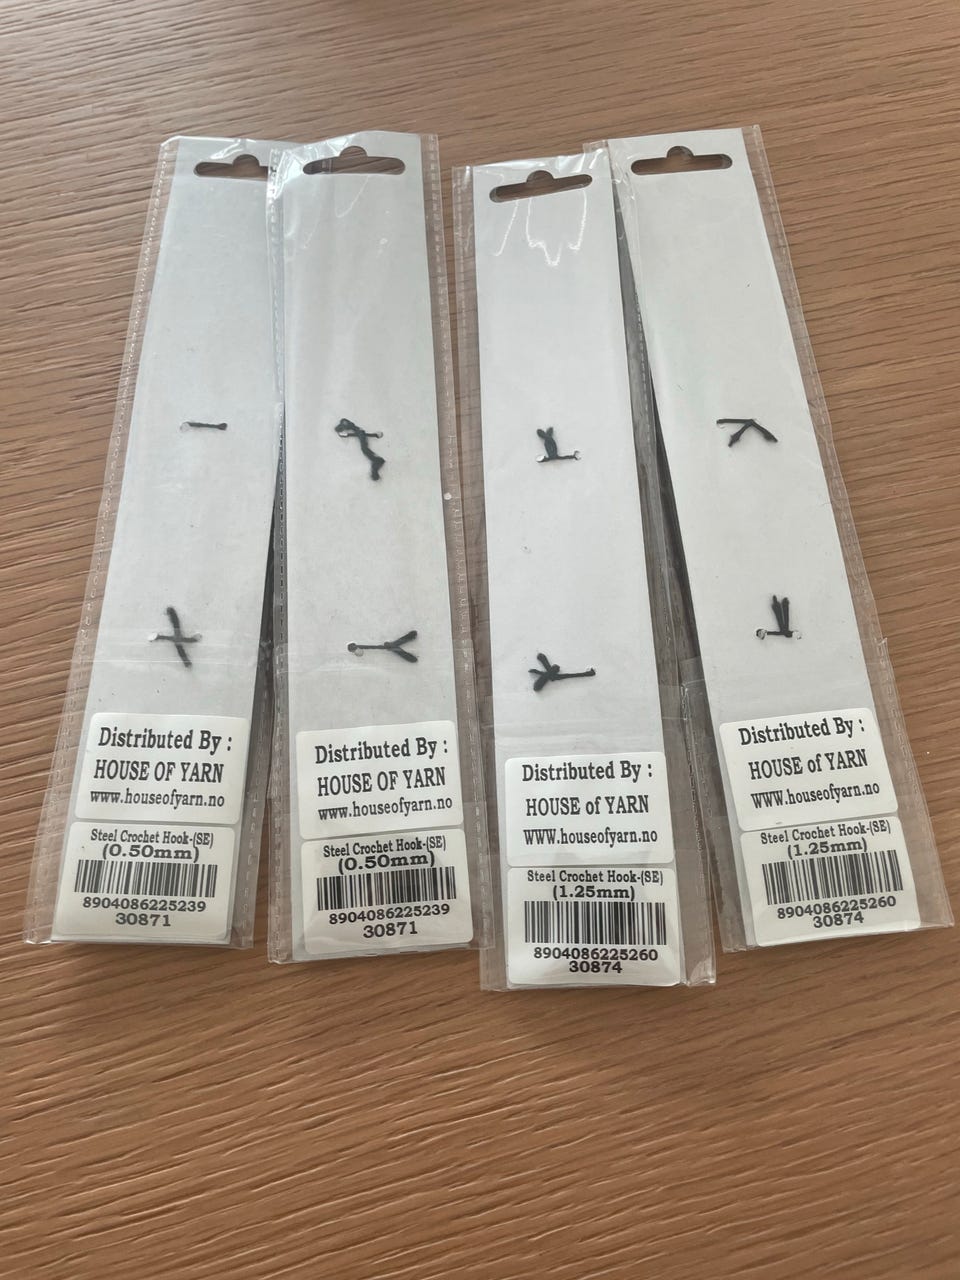 Distributed By :
HOUSE OF YARN
www.houseofyarn.no
Steel Crochet Hook-(SE)
(0.50mm)
8904086225239
30871
Distributed By :
HOUSE OF YARN
www.houseofyarn.no
Steel Crochet Hook-(SE)
(0.50mm)
8904086225239
30871
Distributed By :
HOUSE of YARN
www.houseofyarn.no
Steel Crochet Hook-(SE)
(1.25mm)
8904086225260
30874
Distributed By :
HOUSE of YARN
www.houseofyarn.no
Steel Crochet Hook-(SE)
(1.25mm)
8904086225260
30874